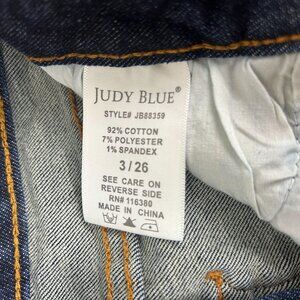 JUDY BLUE®
STYLE# JB88359
92% COTTON
7% POLYESTER
1% SPANDEX
3 / 26
SEE CARE ON
REVERSE SIDE
RN# 116380
MADE IN CHINA